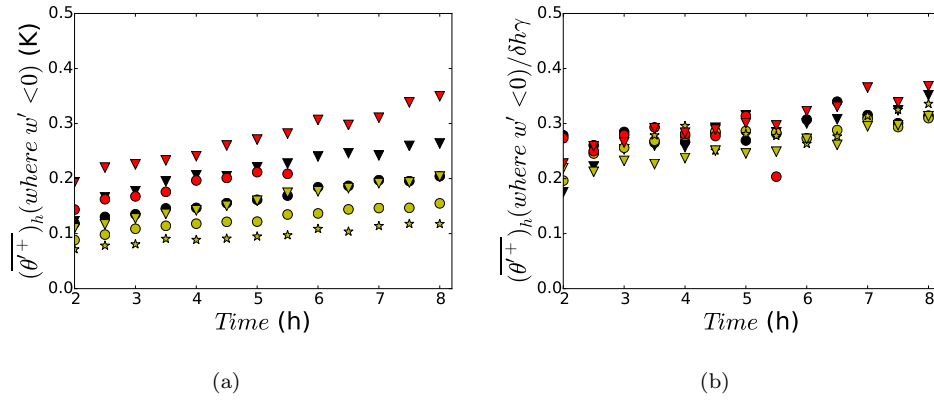 0.5
0.4
0.3
0.2
0.1
0.0
2 3 4 5 6 7 8
Time (h)
(θ'⁺)ₕ(where w' <0) (K)
(a)
0.5
0.4
0.3
0.2
0.1
0.0
2 3 4 5 6 7 8
Time (h)
(θ'⁺)ₕ(where w' <0)/δhγ
(b)